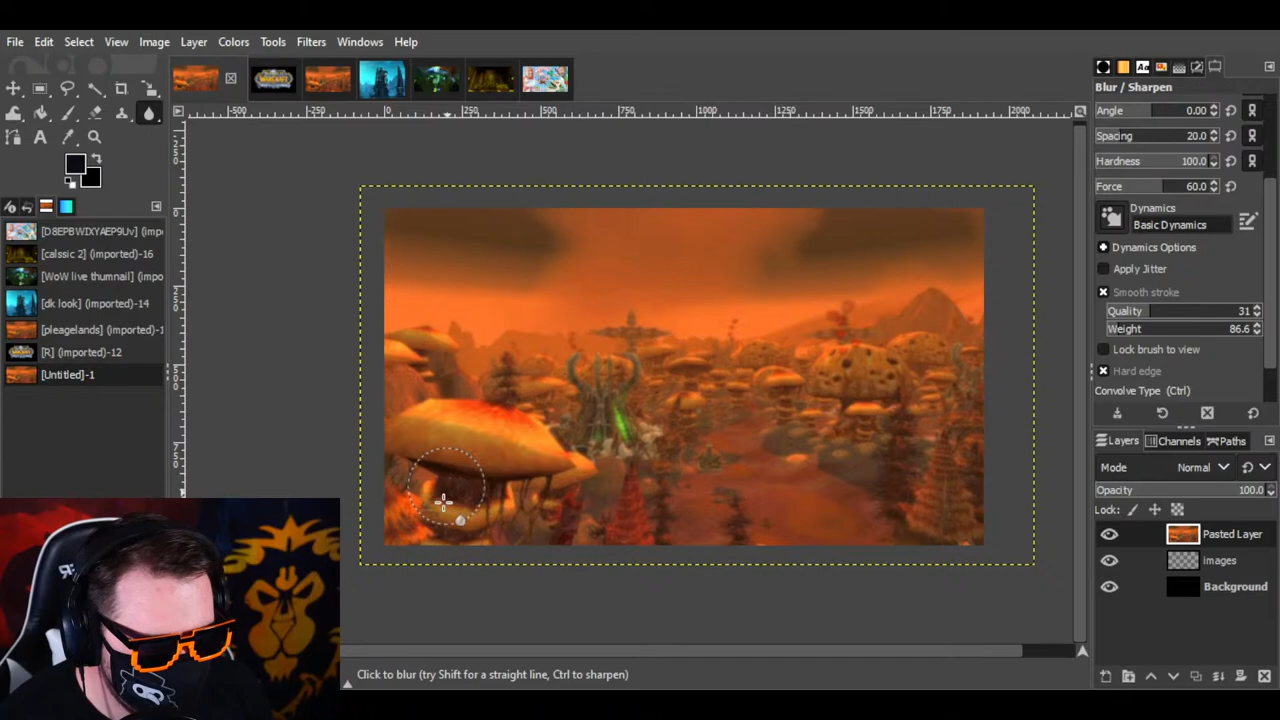 File Edit Select View Image Layer Colors Tools Filters Windows Help
-500 -250 0 250 500 750 1000 1250 1500 1750 2000
Blur / Sharpen
Angle 0.00
Spacing 20.0
Hardness 100.0
Force 60.0
Dynamics
Basic Dynamics
Dynamics Options
Apply Jitter
Smooth stroke
Quality 31
Weight 86.6
Lock brush to view
Hard edge
Convolve Type (Ctrl)
Layers Channels Paths
Mode Normal
Opacity 100.0
Lock:
Pasted Layer
images
Background
[D8EPBWIXYAEP9Uv] (impo
[calssic 2] (imported)-16
[WoW live thumnail] (impo
[dk look] (imported)-14
[pleagelands] (imported)-1
[R] (imported)-12
[Untitled]-1
Click to blur (try Shift for a straight line, Ctrl to sharpen)